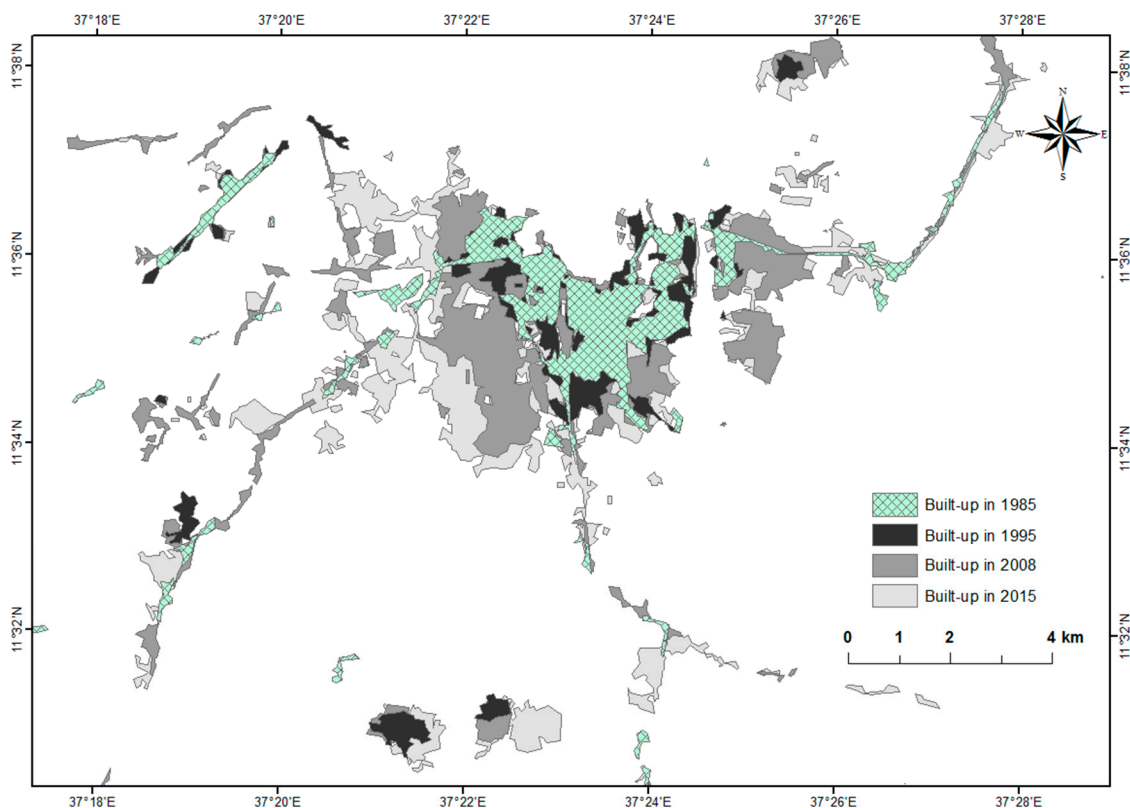 37°18'E 37°20'E 37°22'E 37°24'E 37°26'E 37°28'E
11°38'N 11°38'N
N
W E
S
11°36'N 11°36'N
11°34'N 11°34'N
Built-up in 1985
Built-up in 1995
Built-up in 2008
Built-up in 2015
11°32'N 11°32'N
0 1 2 4 km
37°18'E 37°20'E 37°22'E 37°24'E 37°26'E 37°28'E